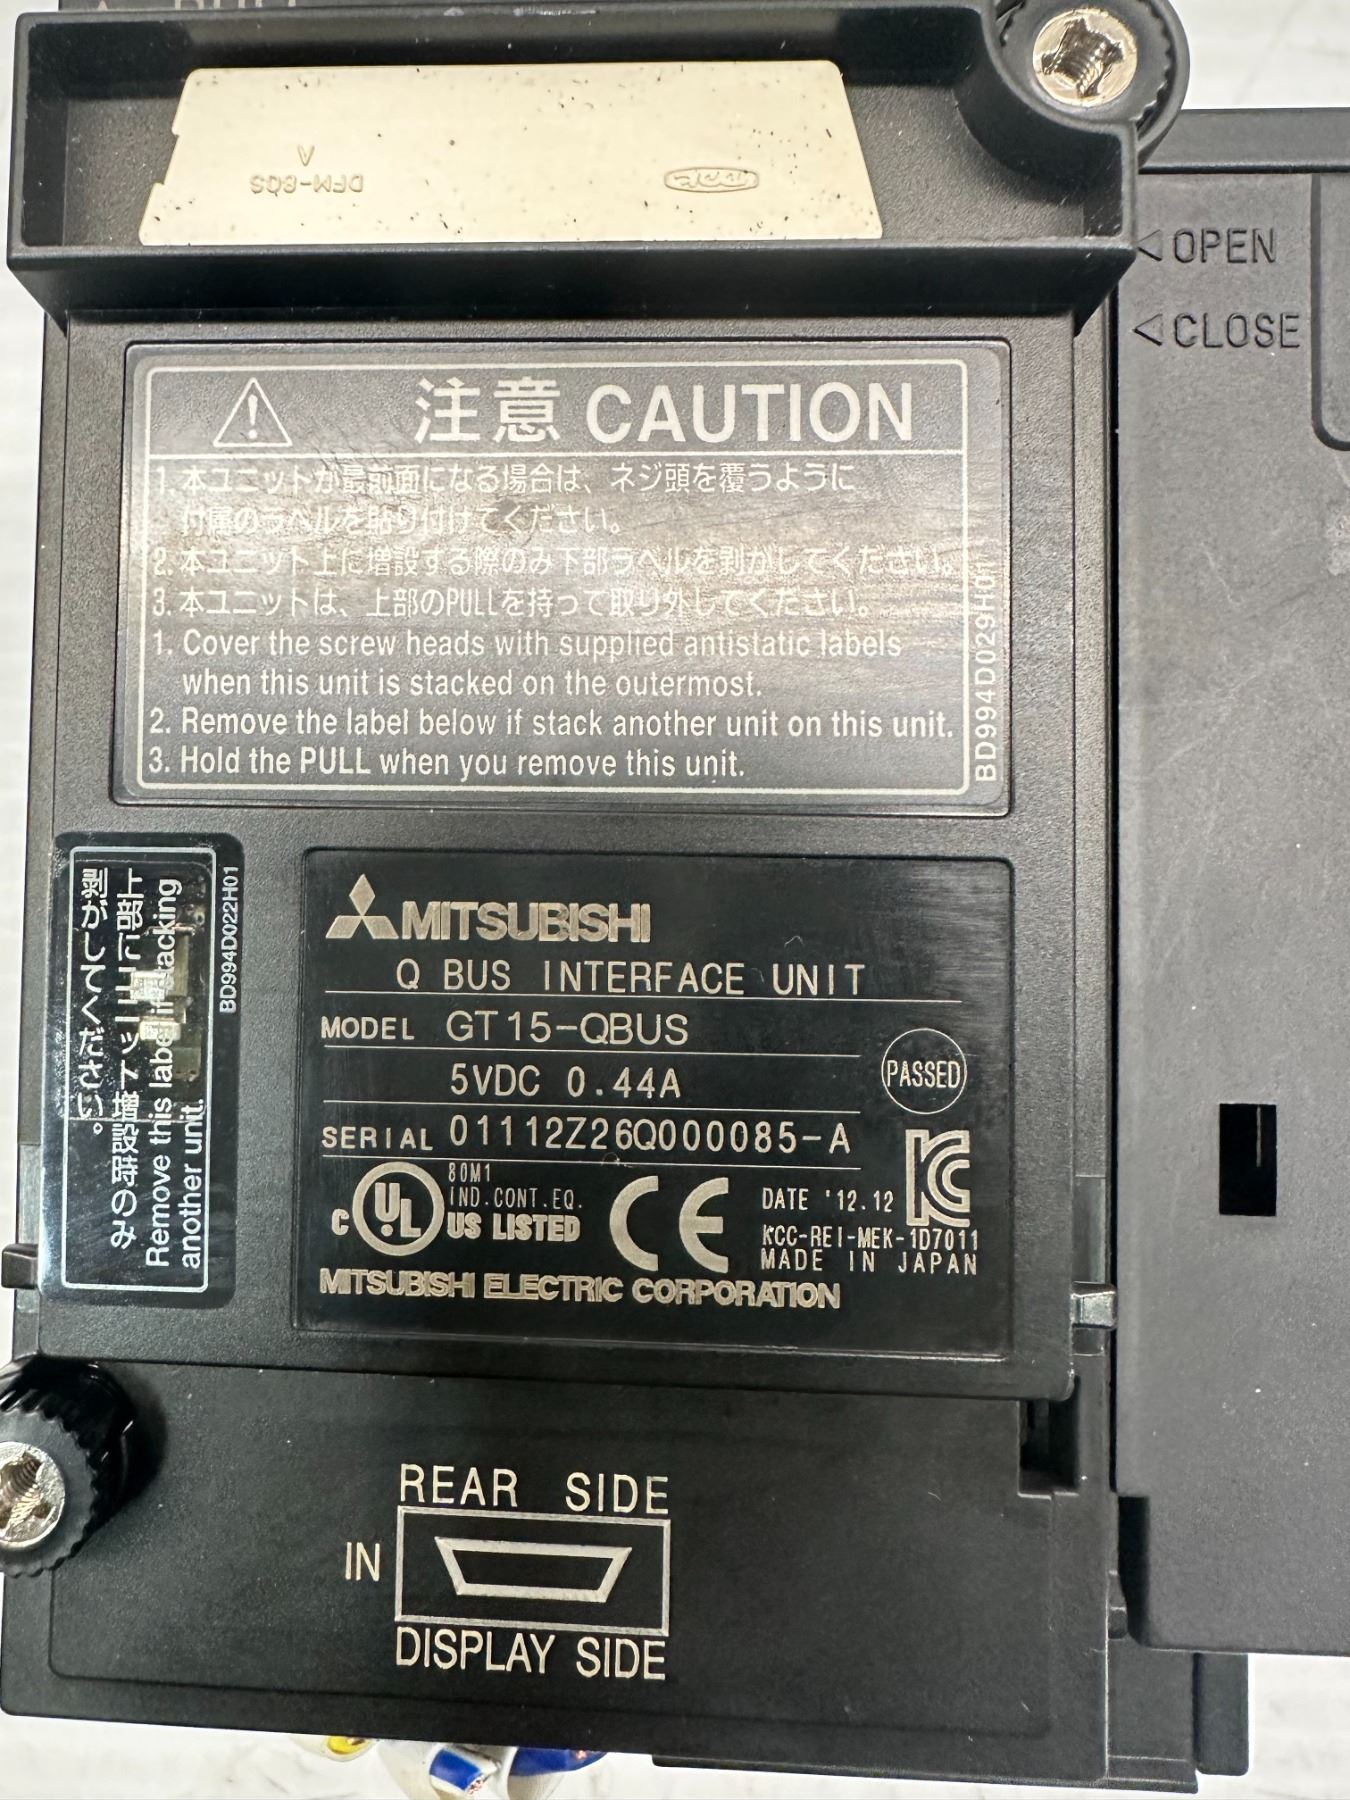 DFM-8QS
A
OPEN
CLOSE
注意 CAUTION
1. 本ユニットが最前面になる場合は、ネジ頭を覆うように
付属のラベルを貼り付けてください。
2. 本ユニット上に増設する際のみ下部ラベルを剥がしてください。
3. 本ユニットは、上部のPULLを持って取り外してください。
1. Cover the screw heads with supplied antistatic labels
when this unit is stacked on the outermost.
2. Remove the label below if stack another unit on this unit.
3. Hold the PULL when you remove this unit.
BD994D029H01
上部にユニット増設時のみ
剥がしてください。
Remove this label if stacking
another unit.
BD994D022H01
MITSUBISHI
Q BUS INTERFACE UNIT
MODEL GT15-QBUS
5VDC 0.44A
PASSED
SERIAL 01112Z26Q000085-A
C UL US LISTED
80M1
IND.CONT.EQ.
CE
DATE '12.12
KCC-REI-MEK-1D7011
MADE IN JAPAN
MITSUBISHI ELECTRIC CORPORATION
REAR SIDE
IN
DISPLAY SIDE